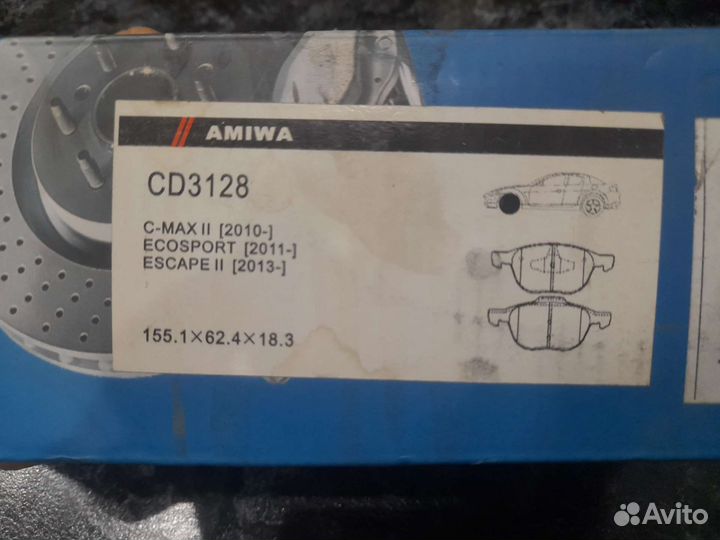 AMIWA
CD3128
C-MAX II [2010-]
ECOSPORT [2011-]
ESCAPE II [2013-]
155.1×62.4×18.3
Avito